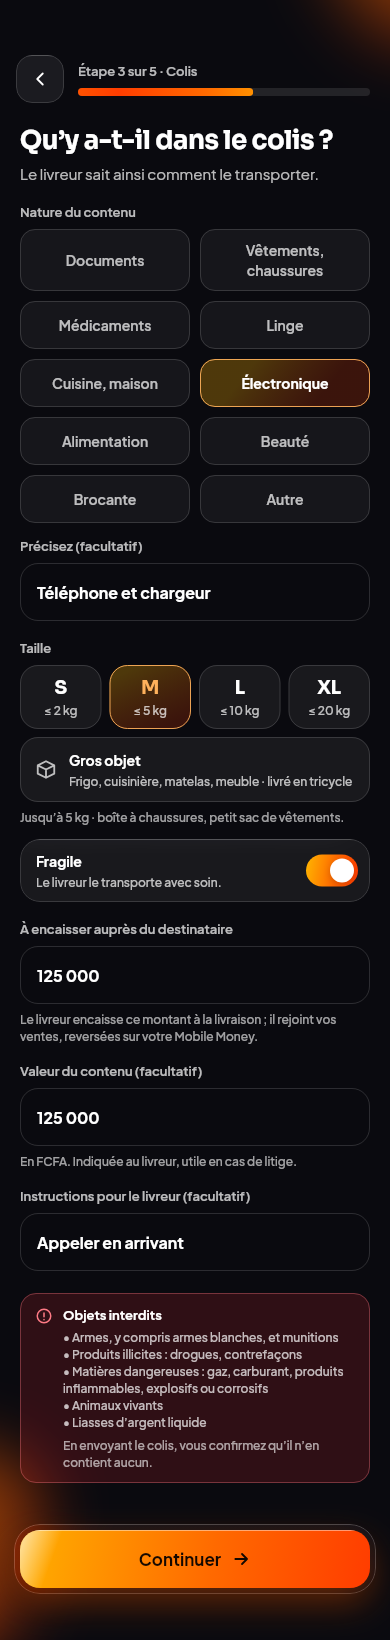 Étape 3 sur 5 · Colis
Qu’y a-t-il dans le colis ?
Le livreur sait ainsi comment le transporter.
Nature du contenu
Documents
Vêtements,
chaussures
Médicaments
Linge
Cuisine, maison
Électronique
Alimentation
Beauté
Brocante
Autre
Précisez (facultatif)
Téléphone et chargeur
Taille
S
≤ 2 kg
M
≤ 5 kg
L
≤ 10 kg
XL
≤ 20 kg
Gros objet
Frigo, cuisinière, matelas, meuble · livré en tricycle
Jusqu’à 5 kg · boîte à chaussures, petit sac de vêtements.
Fragile
Le livreur le transporte avec soin.
À encaisser auprès du destinataire
125 000
Le livreur encaisse ce montant à la livraison ; il rejoint vos
ventes, reversées sur votre Mobile Money.
Valeur du contenu (facultatif)
125 000
En FCFA. Indiquée au livreur, utile en cas de litige.
Instructions pour le livreur (facultatif)
Appeler en arrivant
Objets interdits
• Armes, y compris armes blanches, et munitions
• Produits illicites : drogues, contrefaçons
• Matières dangereuses : gaz, carburant, produits
inflammables, explosifs ou corrosifs
• Animaux vivants
• Liasses d’argent liquide
En envoyant le colis, vous confirmez qu’il n’en
contient aucun.
Continuer →